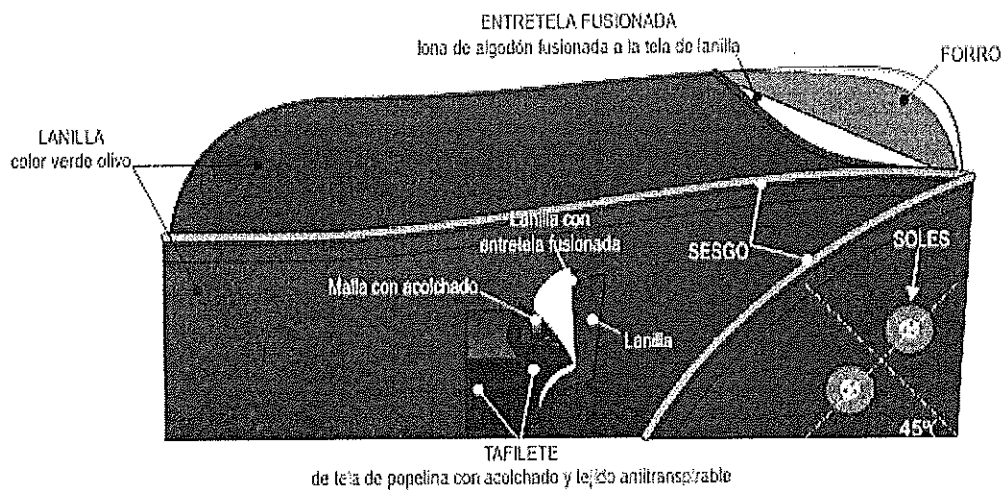 ENTRETELA FUSIONADA
lona de algodón fusionada a la tela de lanilla
FORRO
LANILLA
color verde olivo
Lanilla con
entretela fusionada
SESGO
SOLES
Malla con acolchado
Lanilla
45º
TAFILETE
de tela de popelina con acolchado y tejido antitranspirable